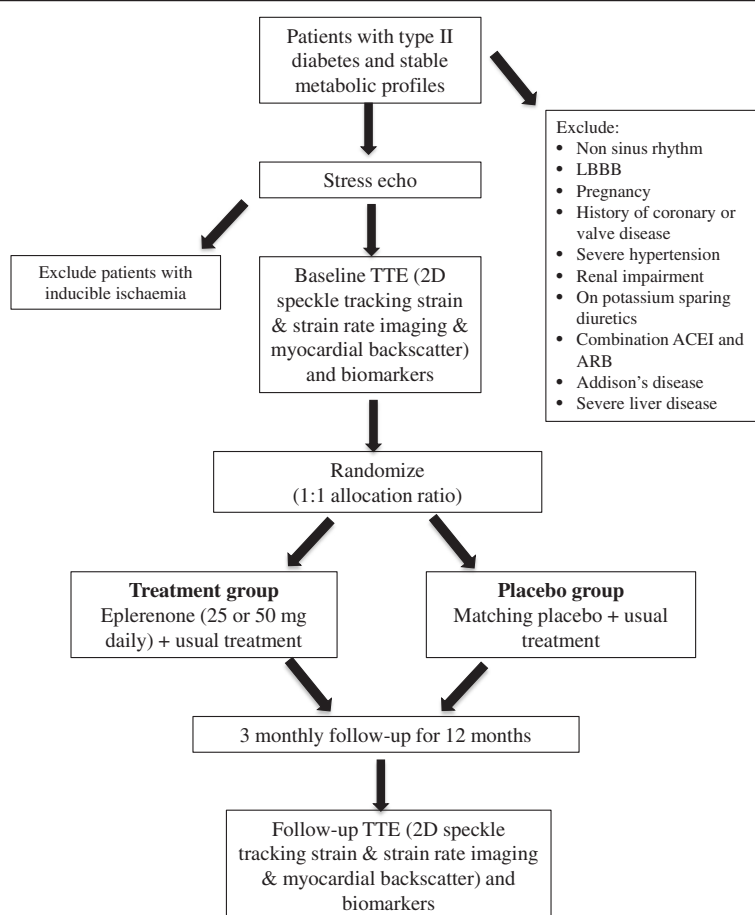 Patients with type II
diabetes and stable
metabolic profiles
Exclude:
• Non sinus rhythm
• LBBB
• Pregnancy
• History of coronary or
valve disease
• Severe hypertension
• Renal impairment
• On potassium sparing
diuretics
• Combination ACEI and
ARB
• Addison's disease
• Severe liver disease
Stress echo
Exclude patients with
inducible ischaemia
Baseline TTE (2D
speckle tracking strain
& strain rate imaging &
myocardial backscatter)
and biomarkers
Randomize
(1:1 allocation ratio)
Treatment group
Eplerenone (25 or 50 mg
daily) + usual treatment
Placebo group
Matching placebo + usual
treatment
3 monthly follow-up for 12 months
Follow-up TTE (2D speckle
tracking strain & strain rate imaging
& myocardial backscatter) and
biomarkers